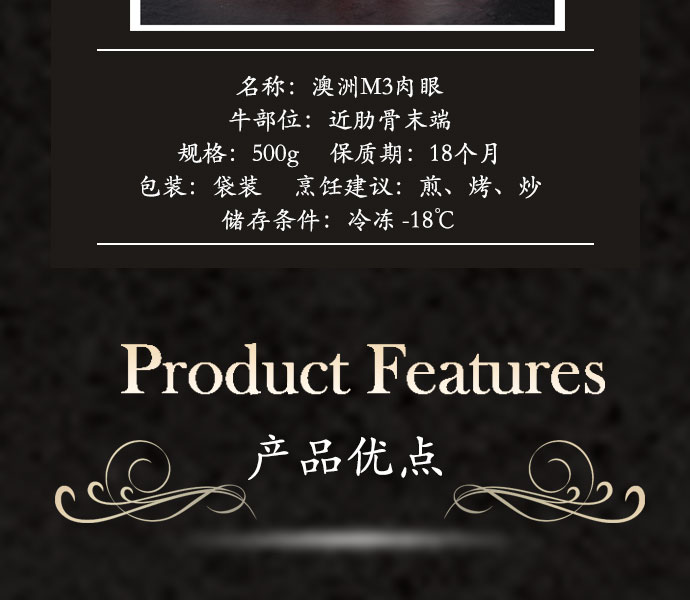 名称：澳洲M3肉眼
牛部位：近肋骨末端
规格：500g 保质期：18个月
包装：袋装 烹饪建议：煎、烤、炒
储存条件：冷冻 -18℃
Product Features
产品优点